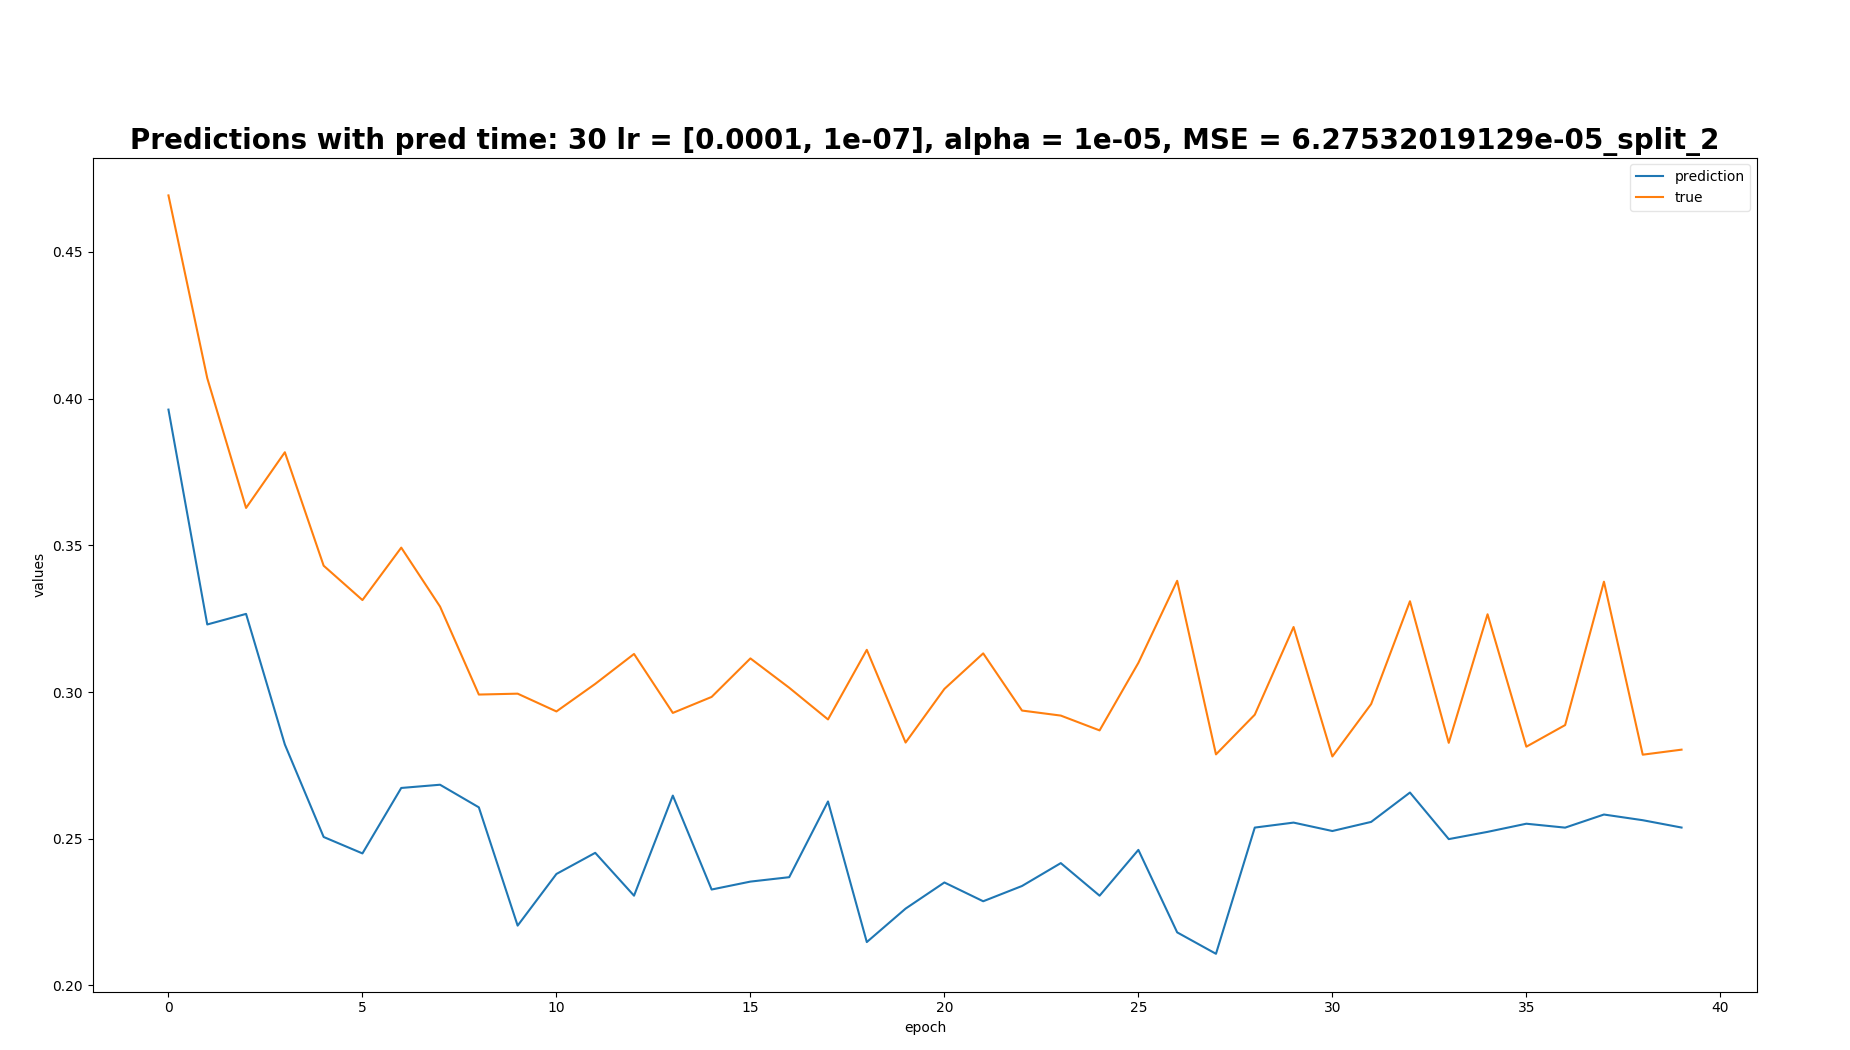 Predictions with pred time: 30 lr = [0.0001, 1e-07], alpha = 1e-05, MSE = 6.27532019129e-05_split_2
prediction
true
0.45
0.40
0.35
0.30
0.25
0.20
values
0 5 10 15 20 25 30 35 40
epoch